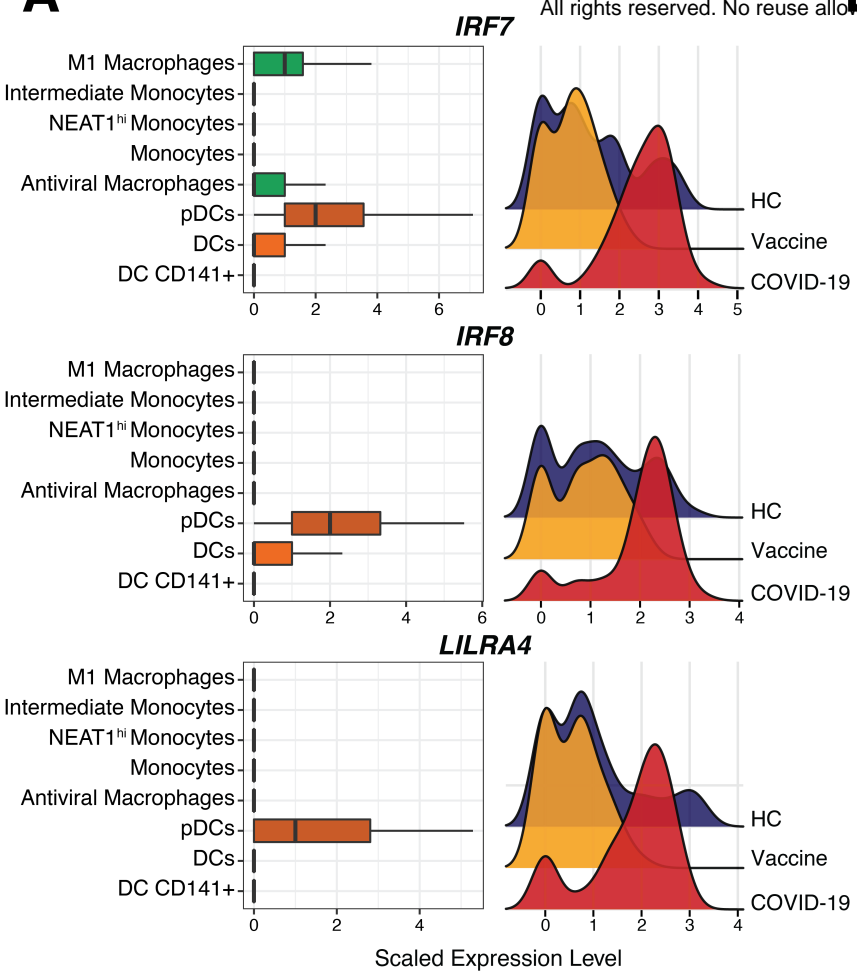 A
All rights reserved. No reuse allo
IRF7
M1 Macrophages
Intermediate Monocytes
NEAT1hi Monocytes
Monocytes
Antiviral Macrophages
pDCs
DCs
DC CD141+
0 2 4 6
HC
Vaccine
COVID-19
0 1 2 3 4 5
IRF8
M1 Macrophages
Intermediate Monocytes
NEAT1hi Monocytes
Monocytes
Antiviral Macrophages
pDCs
DCs
DC CD141+
0 2 4 6
HC
Vaccine
COVID-19
0 1 2 3 4
LILRA4
M1 Macrophages
Intermediate Monocytes
NEAT1hi Monocytes
Monocytes
Antiviral Macrophages
pDCs
DCs
DC CD141+
0 2 4
HC
Vaccine
COVID-19
0 1 2 3 4
Scaled Expression Level